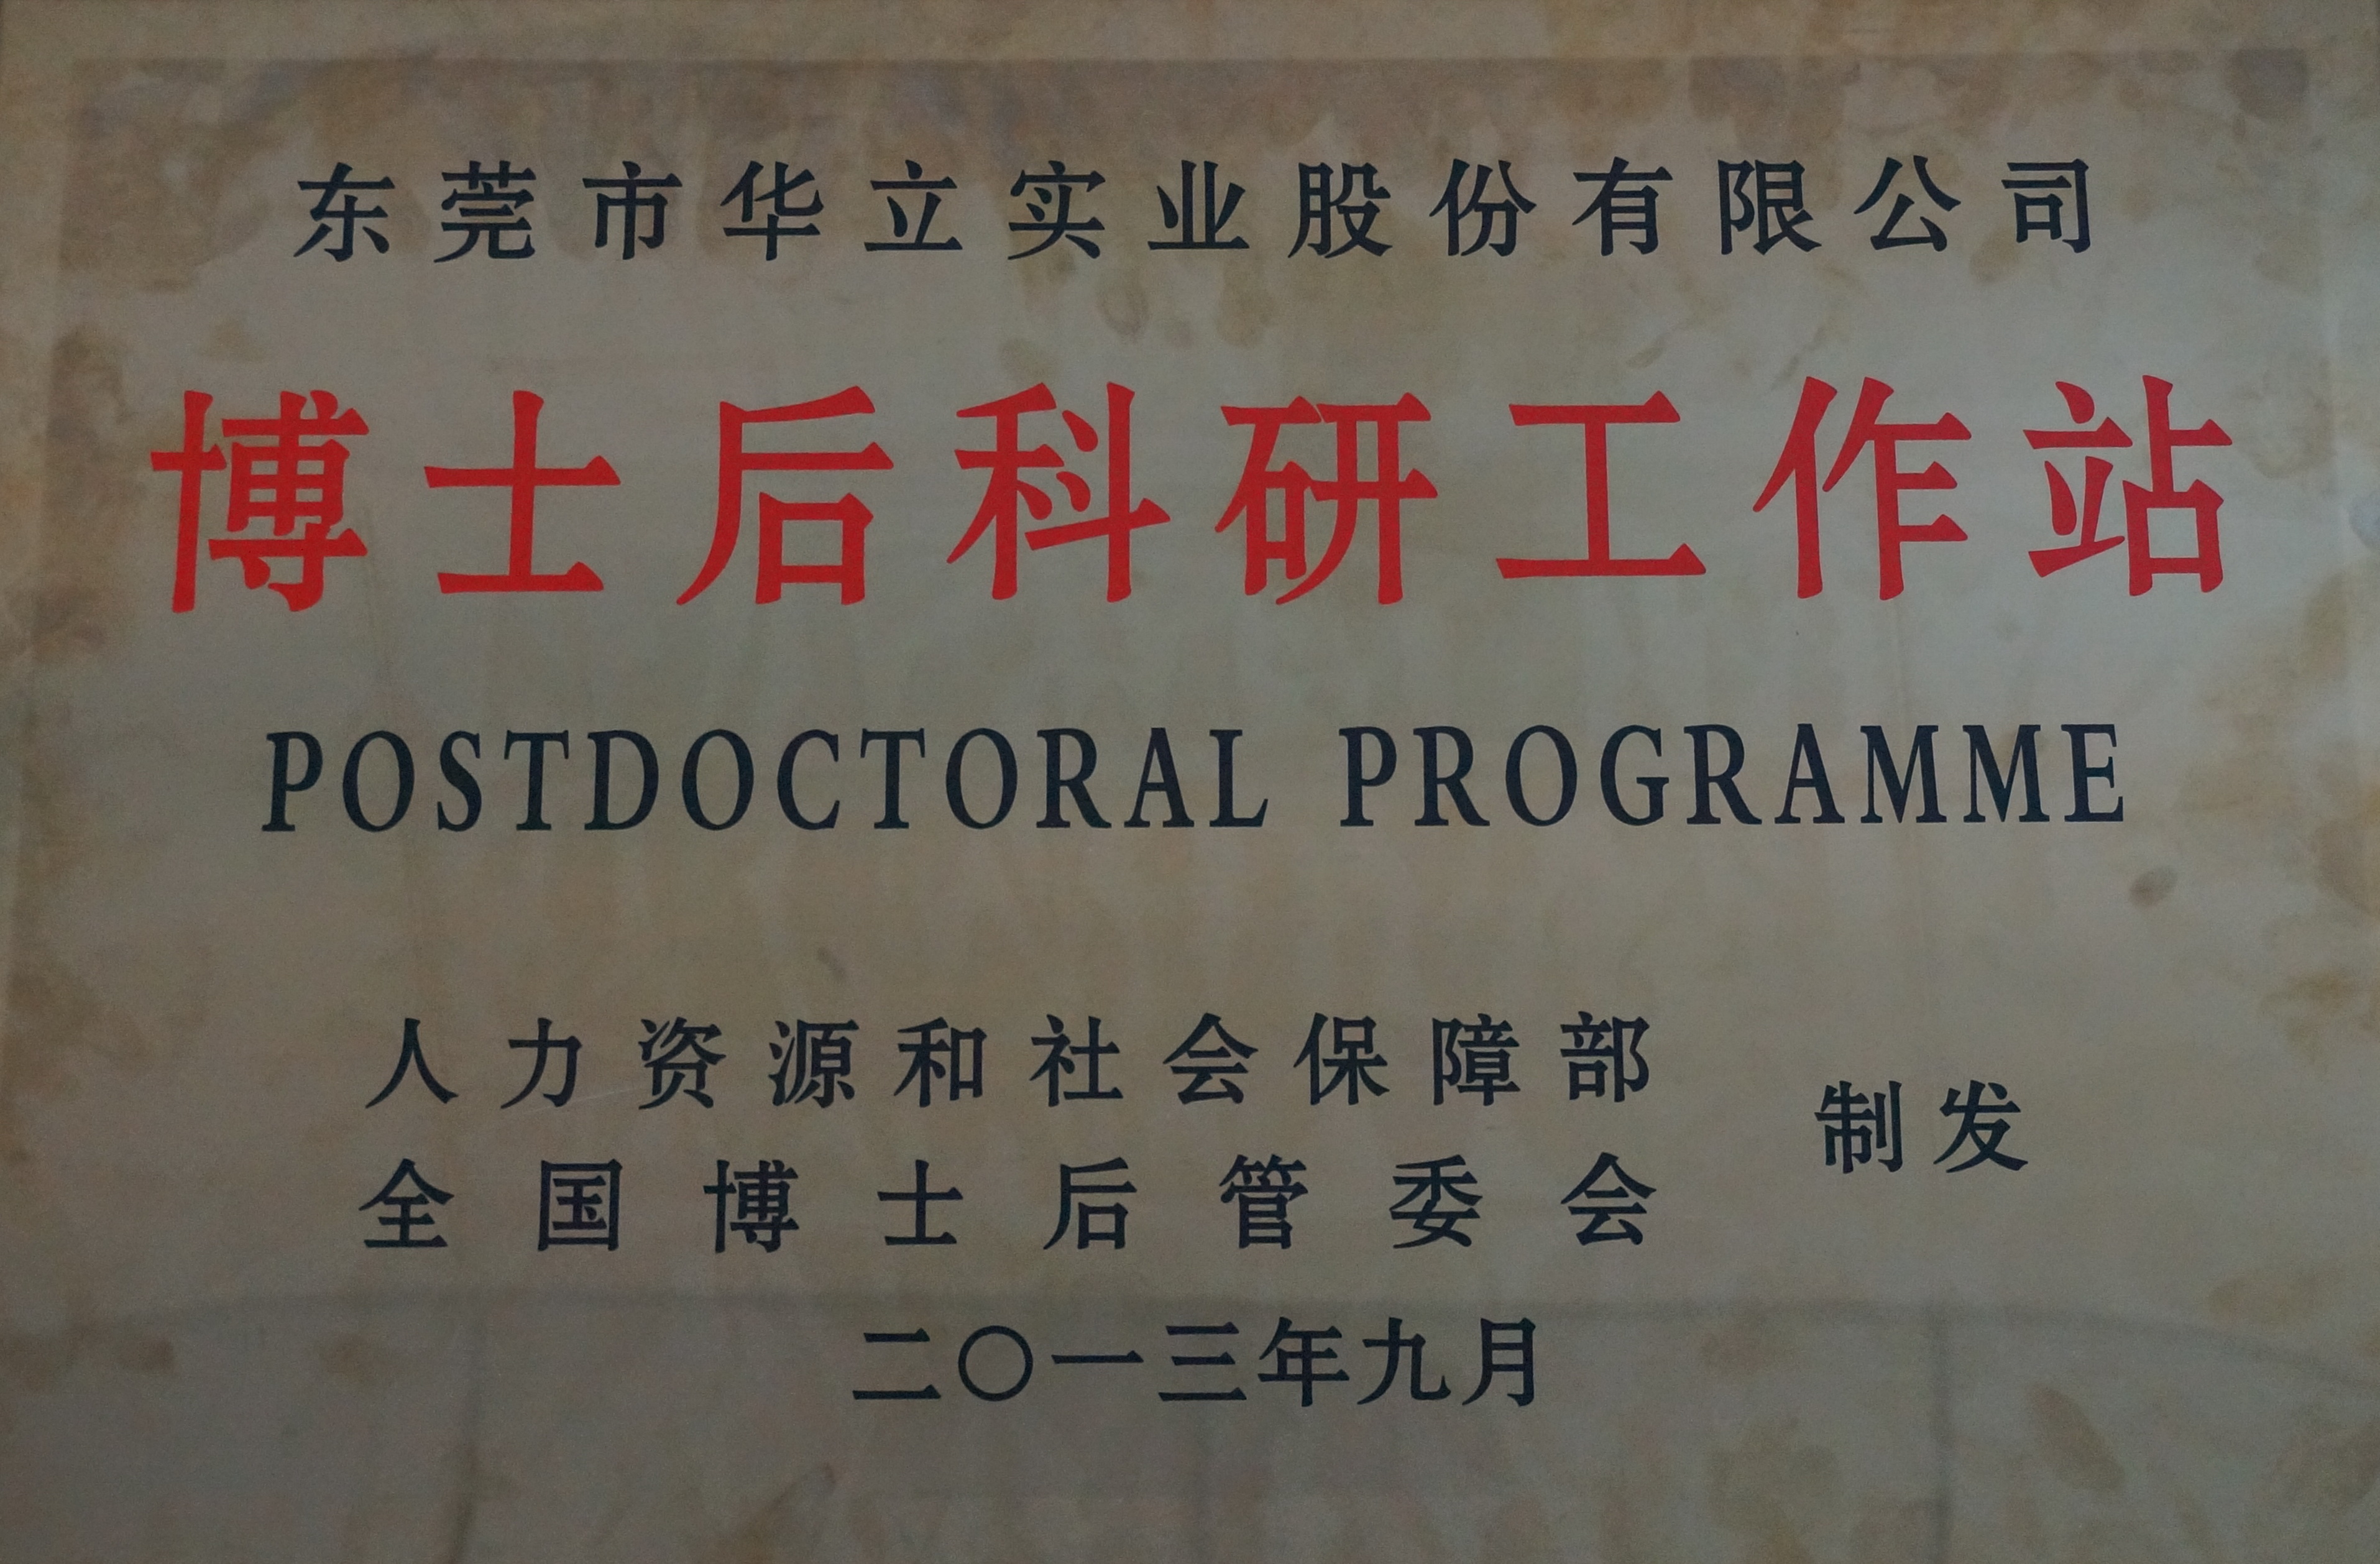 东莞市华立实业股份有限公司
博士后科研工作站
POSTDOCTORAL PROGRAMME
人力资源和社会保障部
全国博士后管委会
制发
二〇一三年九月